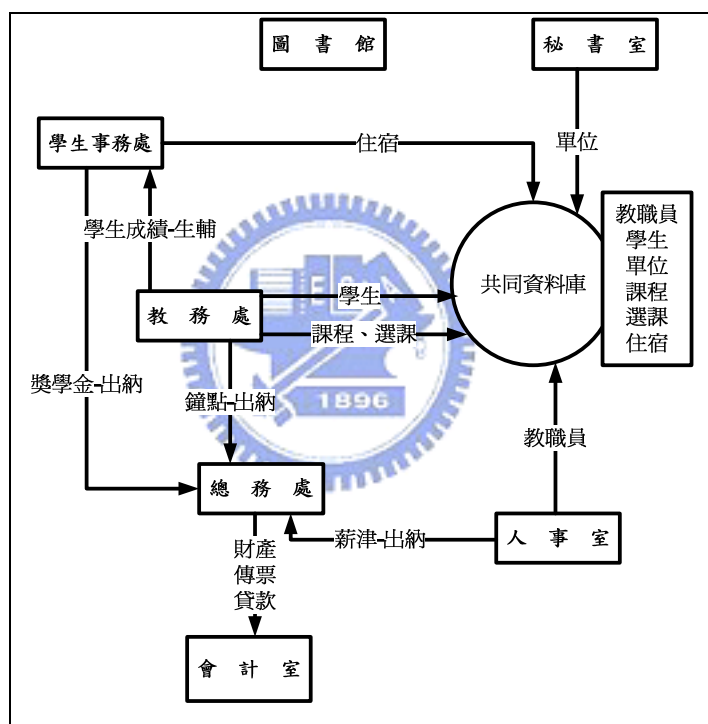 圖書館
秘書室
學生事務處
住宿
單位
學生成績-生輔
教職員
學生
單位
課程
選課
住宿
共同資料庫
教務處
學生
課程、選課
獎學金-出納
鐘點-出納
1896
教職員
總務處
薪津-出納
人事室
財產
傳票
貸款
會計室